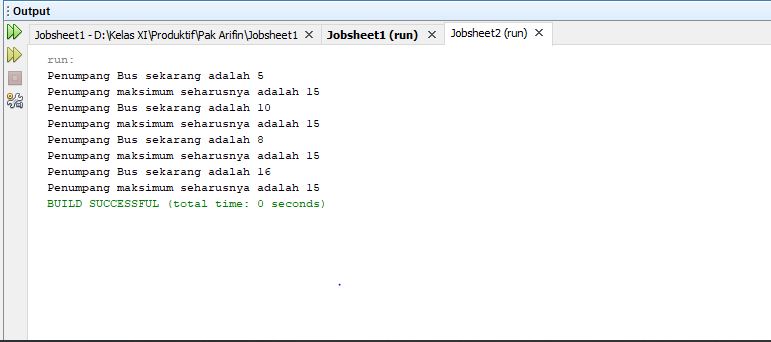 Output
Jobsheet1 - D:\Kelas XI\Produktif\Pak Arifin\Jobsheet1 Jobsheet1 (run) Jobsheet2 (run)
run:
Penumpang Bus sekarang adalah 5
Penumpang maksimum seharusnya adalah 15
Penumpang Bus sekarang adalah 10
Penumpang maksimum seharusnya adalah 15
Penumpang Bus sekarang adalah 8
Penumpang maksimum seharusnya adalah 15
Penumpang Bus sekarang adalah 16
Penumpang maksimum seharusnya adalah 15
BUILD SUCCESSFUL (total time: 0 seconds)